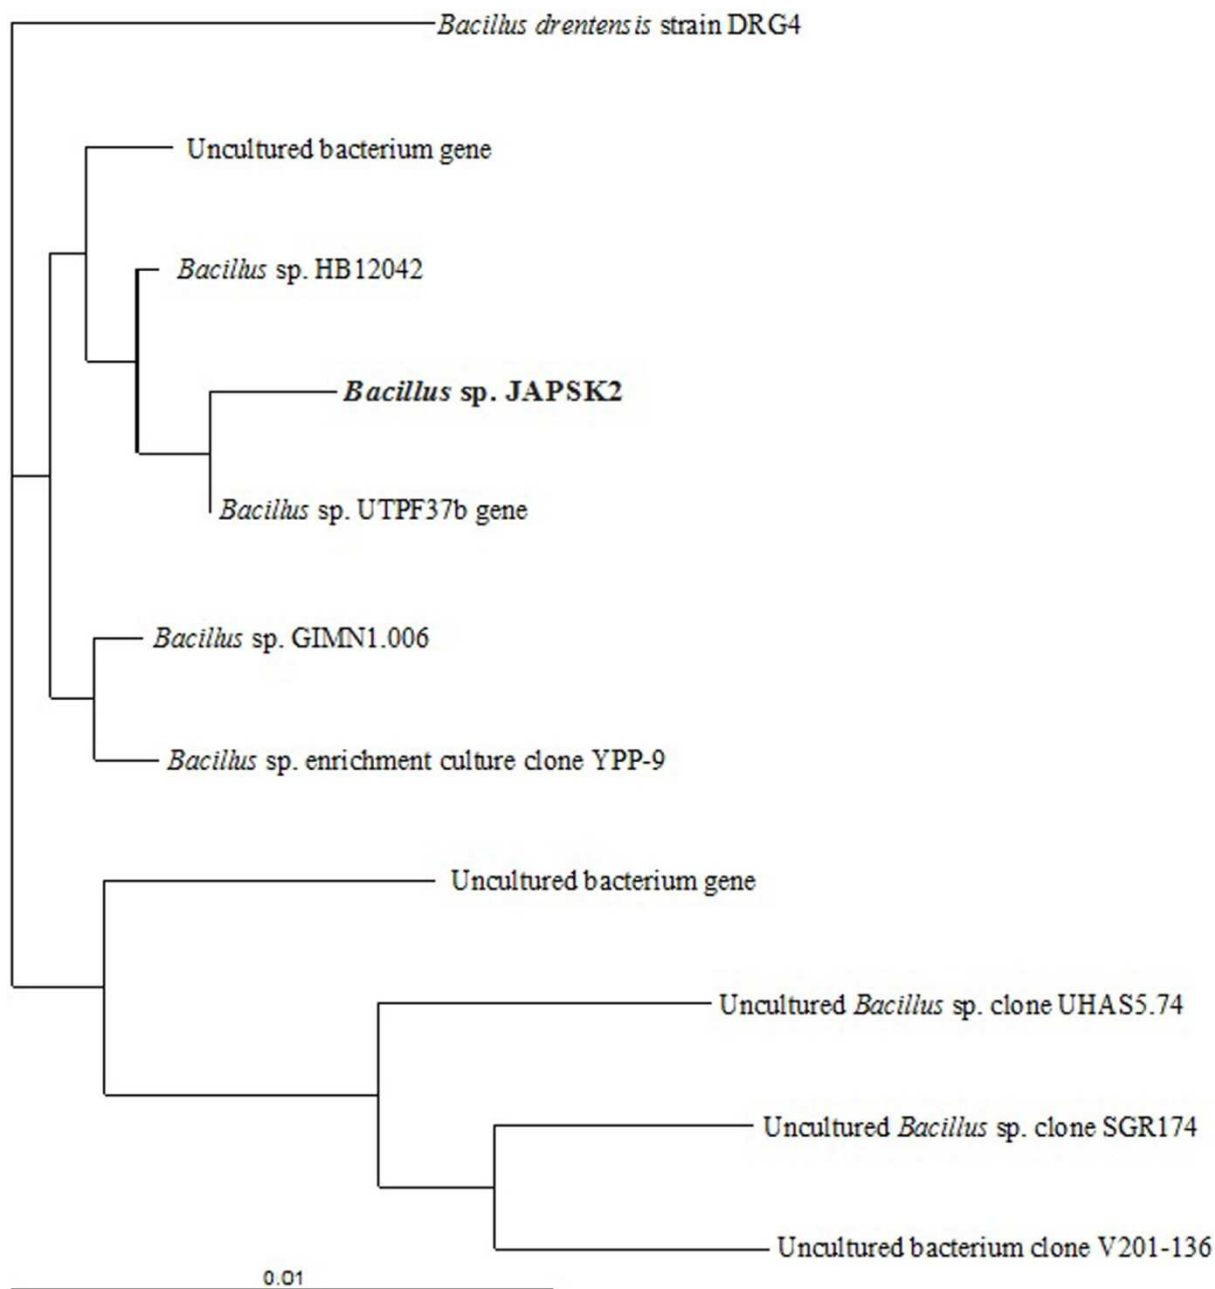 Bacillus drentensis strain DRG4
Uncultured bacterium gene
Bacillus sp. HB12042
Bacillus sp. JAPSK2
Bacillus sp. UTPF37b gene
Bacillus sp. GIMN1.006
Bacillus sp. enrichment culture clone YPP-9
Uncultured bacterium gene
Uncultured Bacillus sp. clone UHAS5.74
Uncultured Bacillus sp. clone SGR174
Uncultured bacterium clone V201-136
0.01